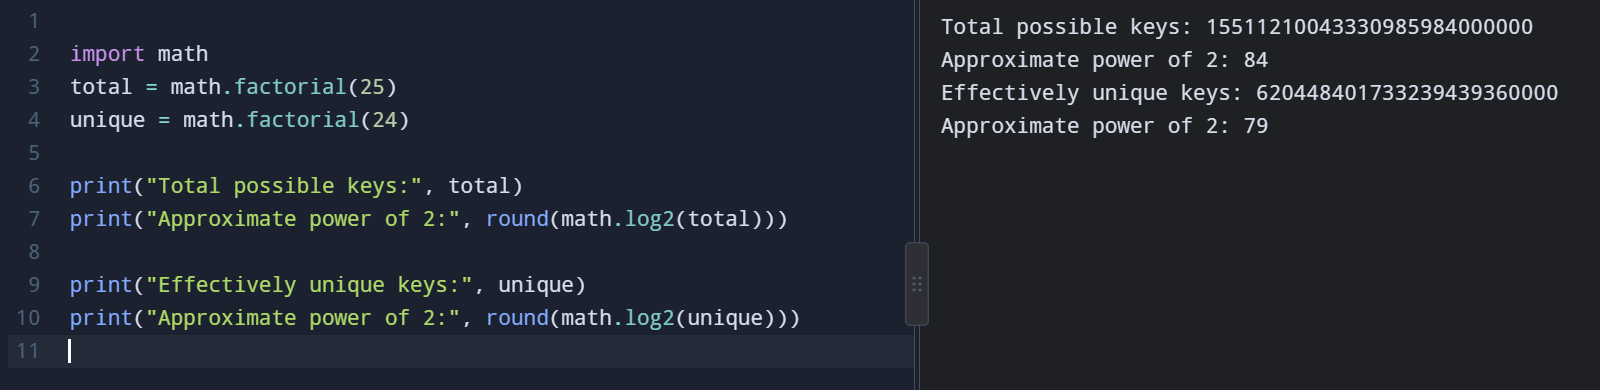 1
2 import math
3 total = math.factorial(25)
4 unique = math.factorial(24)
5
6 print("Total possible keys:", total)
7 print("Approximate power of 2:", round(math.log2(total)))
8
9 print("Effectively unique keys:", unique)
10 print("Approximate power of 2:", round(math.log2(unique)))
11
Total possible keys: 15511210043330985984000000
Approximate power of 2: 84
Effectively unique keys: 620448401733239439360000
Approximate power of 2: 79